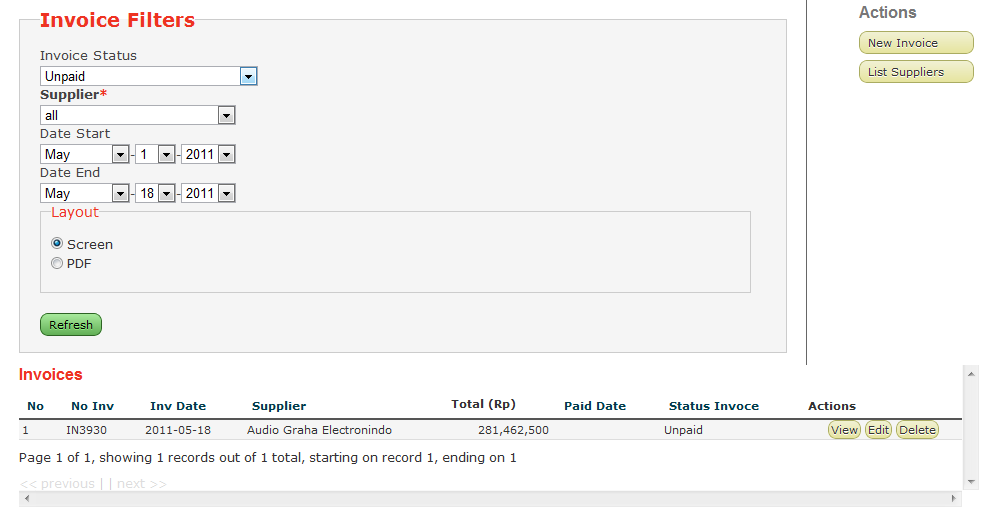 Invoice Filters
Invoice Status
Unpaid
Supplier*
all
Date Start
May - 1 - 2011
Date End
May - 18 - 2011
Layout
Screen
PDF
Refresh
Actions
New Invoice
List Suppliers
Invoices
No No Inv Inv Date Supplier Total (Rp) Paid Date Status Invoce Actions
1 IN3930 2011-05-18 Audio Graha Electronindo 281,462,500 Unpaid View Edit Delete
Page 1 of 1, showing 1 records out of 1 total, starting on record 1, ending on 1
<< previous | | next >>